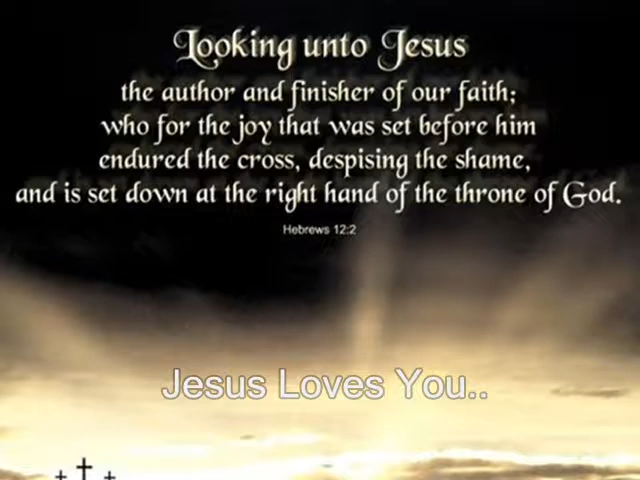 Looking unto Jesus
the author and finisher of our faith;
who for the joy that was set before him
endured the cross, despising the shame,
and is set down at the right hand of the throne of God.
Hebrews 12:2
Jesus Loves You..